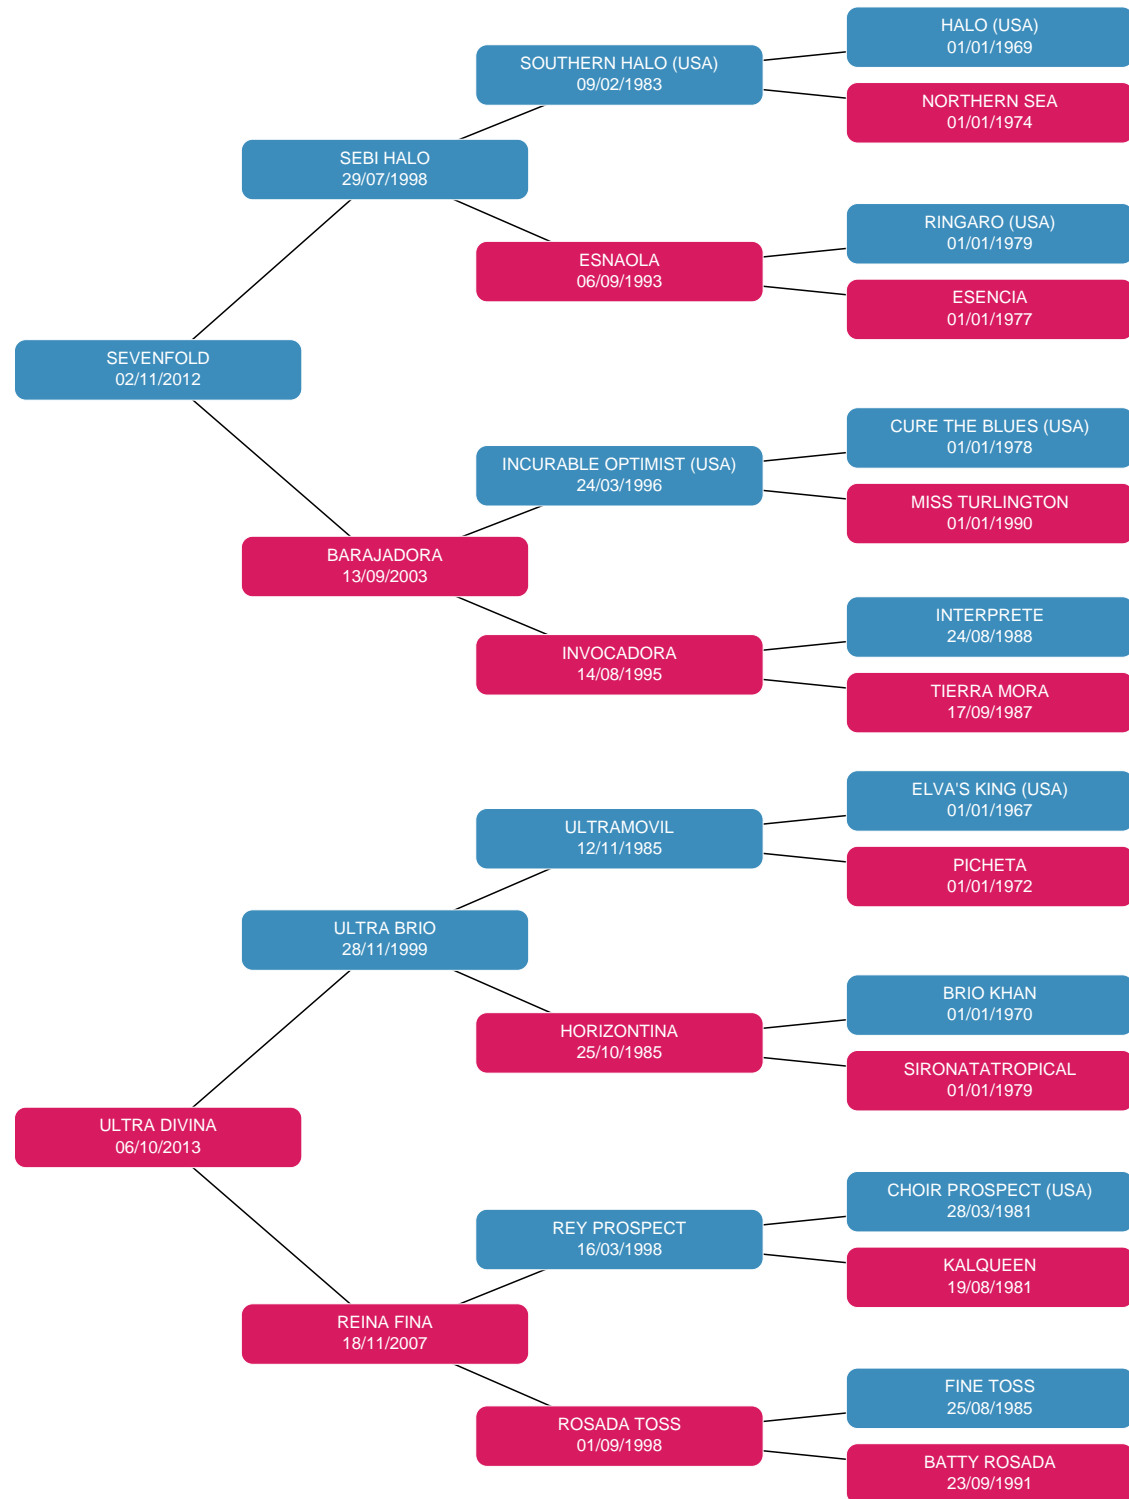 HALO (USA)
01/01/1969
SOUTHERN HALO (USA)
09/02/1983
NORTHERN SEA
01/01/1974
SEBI HALO
29/07/1998
RINGARO (USA)
01/01/1979
ESNAOLA
06/09/1993
ESENCIA
01/01/1977
SEVENFOLD
02/11/2012
CURE THE BLUES (USA)
01/01/1978
INCURABLE OPTIMIST (USA)
24/03/1996
MISS TURLINGTON
01/01/1990
BARAJADORA
13/09/2003
INTERPRETE
24/08/1988
INVOCADORA
14/08/1995
TIERRA MORA
17/09/1987
ELVA'S KING (USA)
01/01/1967
ULTRAMOVIL
12/11/1985
PICHETA
01/01/1972
ULTRA BRIO
28/11/1999
BRIO KHAN
01/01/1970
HORIZONTINA
25/10/1985
SIRONATATROPICAL
01/01/1979
ULTRA DIVINA
06/10/2013
CHOIR PROSPECT (USA)
28/03/1981
REY PROSPECT
16/03/1998
KALQUEEN
19/08/1981
REINA FINA
18/11/2007
FINE TOSS
25/08/1985
ROSADA TOSS
01/09/1998
BATTY ROSADA
23/09/1991